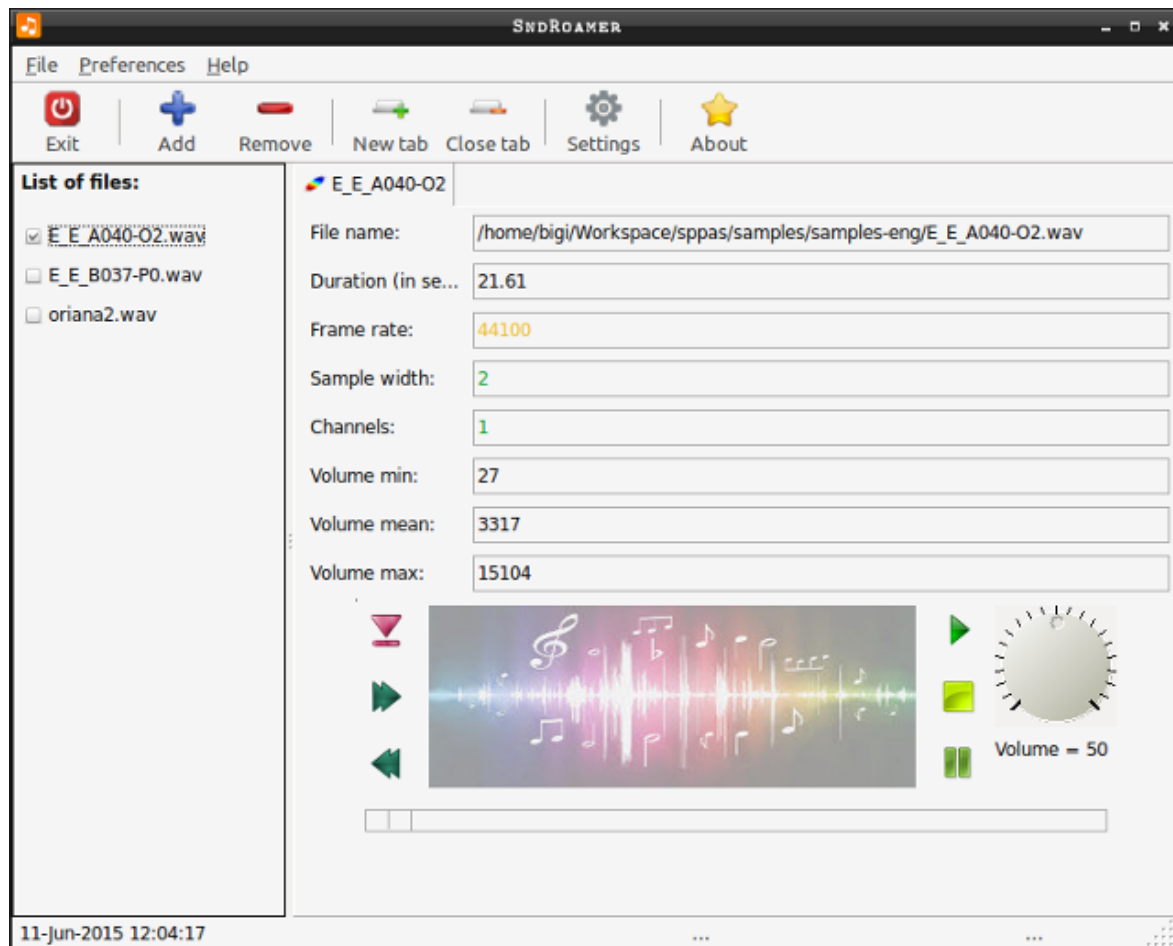 SndRoamer
File Preferences Help
Exit Add Remove New tab Close tab Settings About
List of files:
E_E_A040-O2.wav
E_E_B037-P0.wav
oriana2.wav
E_E_A040-O2
File name: /home/bigi/Workspace/sppas/samples/samples-eng/E_E_A040-O2.wav
Duration (in se... 21.61
Frame rate: 44100
Sample width: 2
Channels: 1
Volume min: 27
Volume mean: 3317
Volume max: 15104
Volume = 50
11-Jun-2015 12:04:17 ... ...